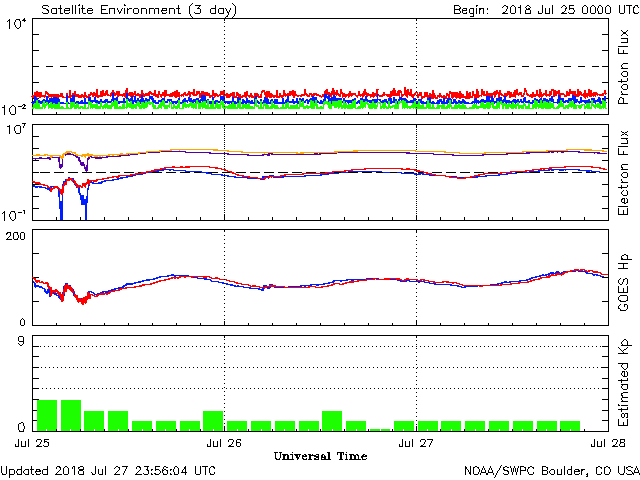 Satellite Environment (3 day) Begin: 2018 Jul 25 0000 UTC
10⁴
10⁻²
Proton Flux
10⁷
10⁻¹
Electron Flux
200
0
GOES Hp
9
0
Estimated Kp
Jul 25 Jul 26 Jul 27 Jul 28
Universal Time
Updated 2018 Jul 27 23:56:04 UTC NOAA/SWPC Boulder, CO USA